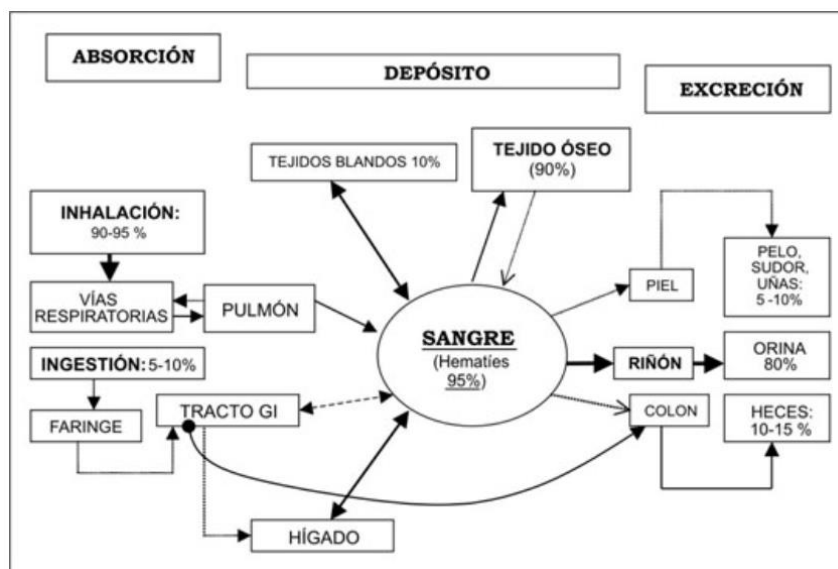 ABSORCIÓN
DEPÓSITO
EXCRECIÓN
TEJIDOS BLANDOS 10%
TEJIDO ÓSEO
(90%)
INHALACIÓN:
90-95 %
VÍAS
RESPIRATORIAS
PULMÓN
INGESTIÓN: 5-10%
FARINGE
TRACTO GI
HÍGADO
SANGRE
(Hematíes
95%)
PIEL
PELO,
SUDOR,
UÑAS:
5 -10%
RIÑÓN
ORINA
80%
COLON
HECES:
10-15 %